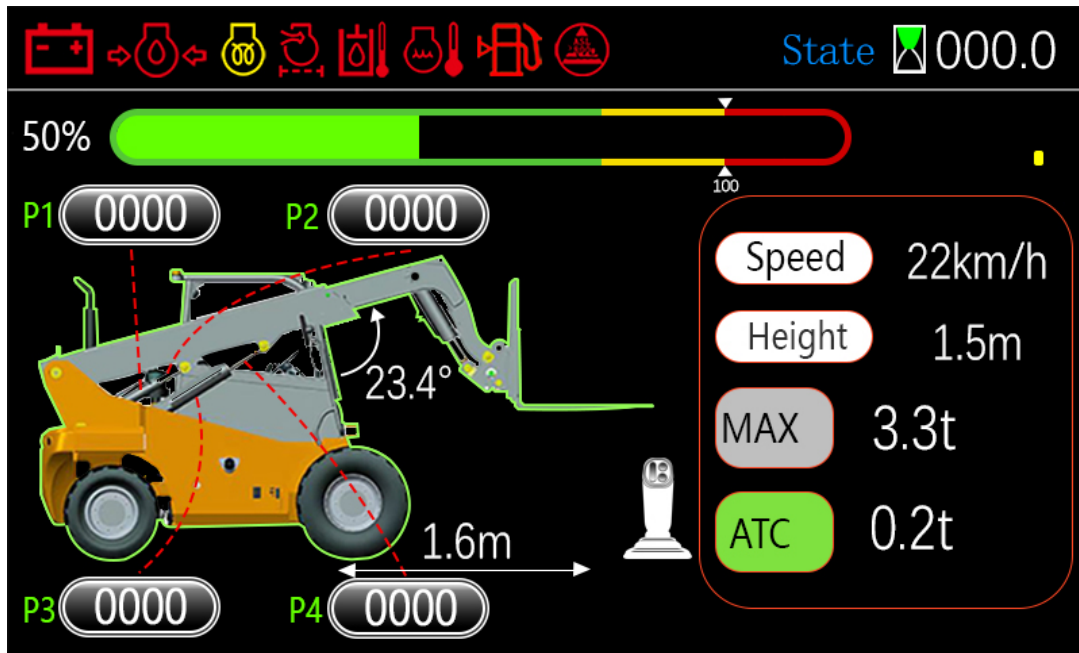 State 000.0
50%
100
P1 0000 P2 0000
Speed 22km/h
Height 1.5m
23.4°
MAX 3.3t
ATC 0.2t
1.6m
P3 0000 P4 0000